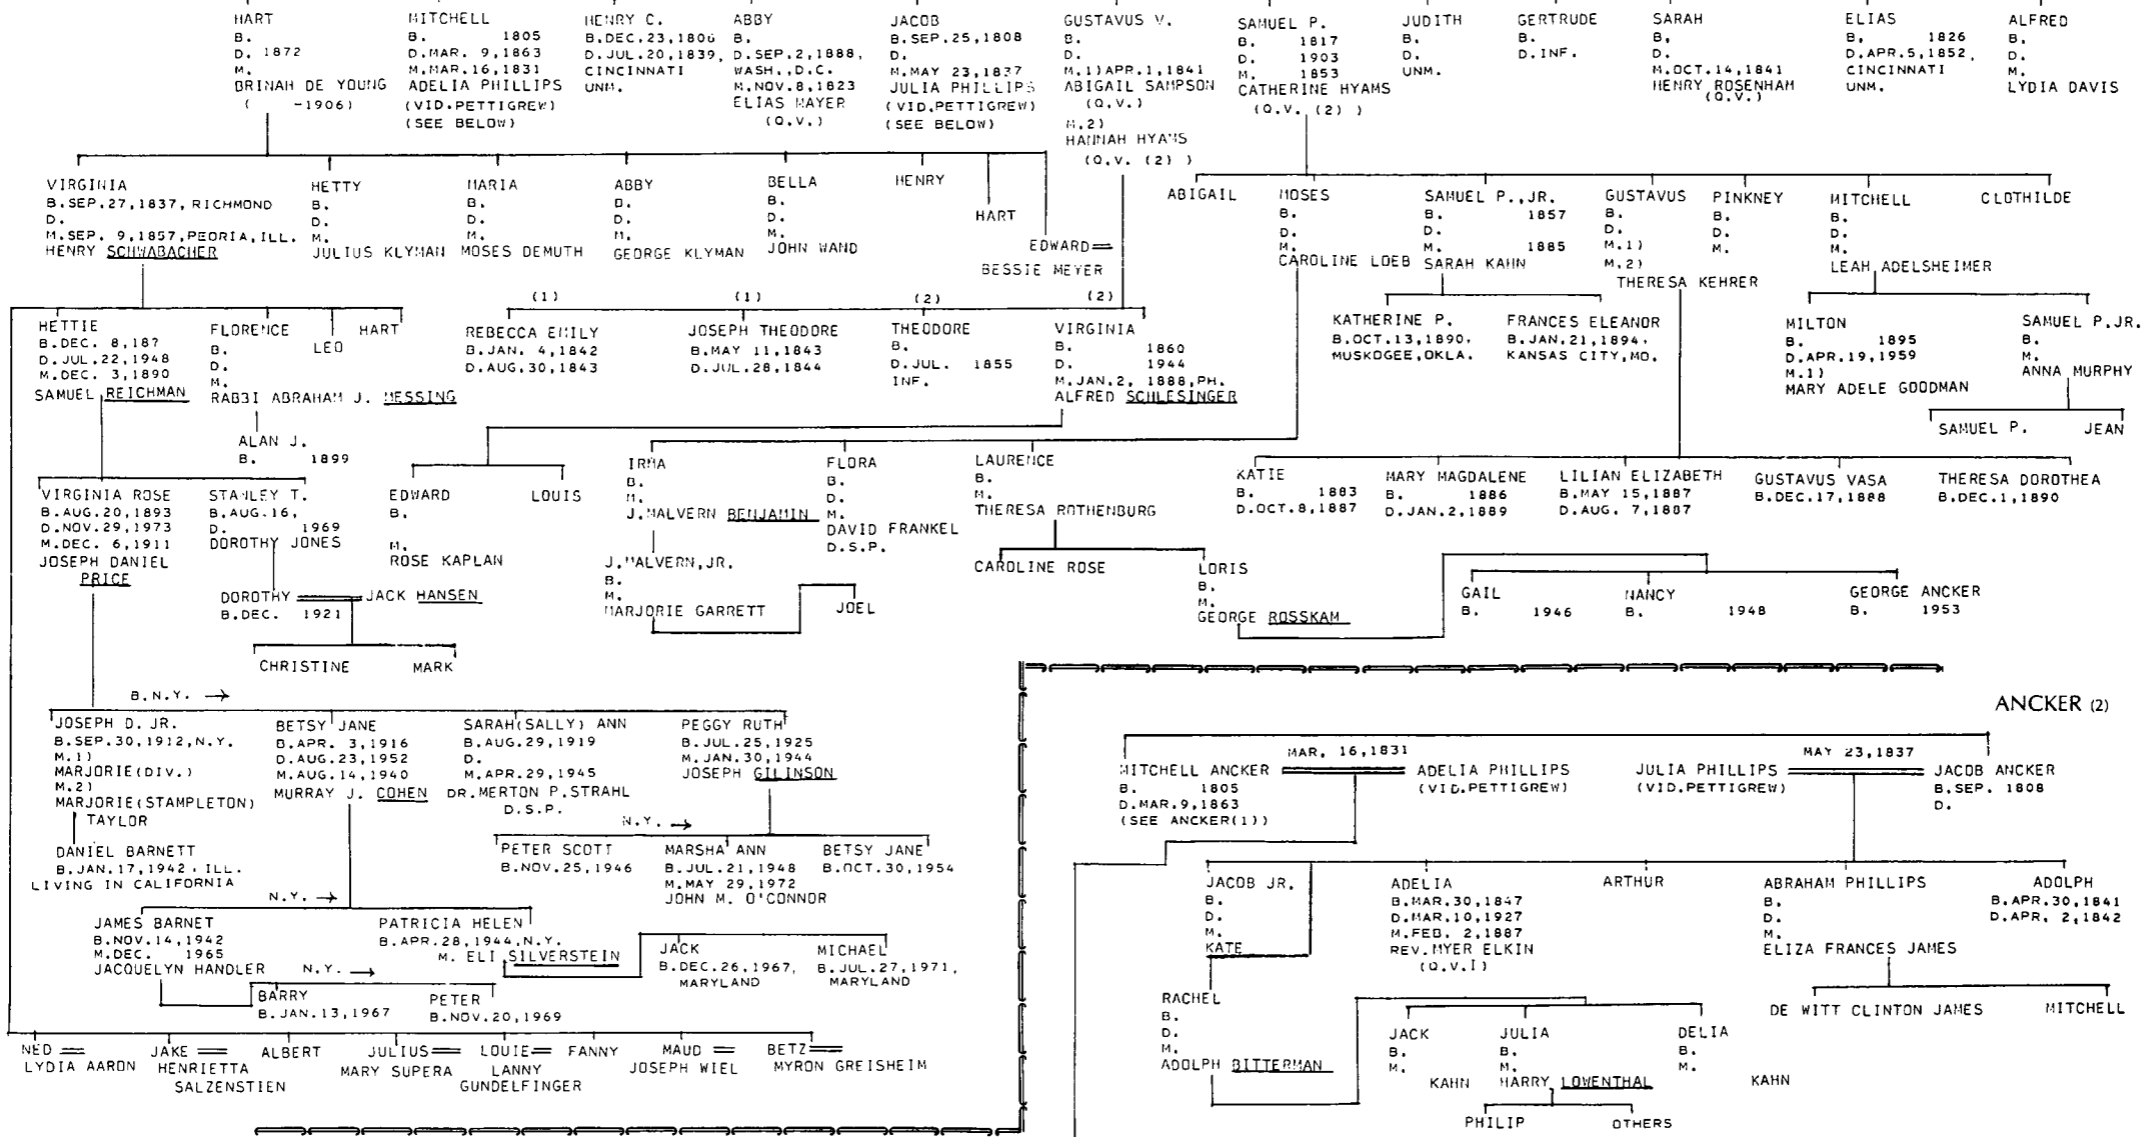 HART
B.
D. 1872
M.
BRINAH DE YOUNG
( -1906)
MITCHELL
B. 1805
D.MAR. 9,1863
M.MAR.16,1831
ADELIA PHILLIPS
(VID.PETTIGREW)
(SEE BELOW)
HENRY C.
B.DEC.23,1806
D.JUL.20,1839,
CINCINNATI
UNM.
ABBY
B.
D.SEP.2,1888,
WASH.,D.C.
M.NOV.8,1823
ELIAS MAYER
(Q.V.)
JACOB
B.SEP.25,1808
D.
M.MAY 23,1837
JULIA PHILLIPS
(VID.PETTIGREW)
(SEE BELOW)
GUSTAVUS V.
B.
D.
M.1)APR.1,1841
ABIGAIL SAMPSON
(Q.V.)
M.2)
HANNAH HYAMS
(Q.V. (2) )
SAMUEL P.
B. 1817
D. 1903
M. 1853
CATHERINE HYAMS
(Q.V. (2) )
JUDITH
B.
D.
UNM.
GERTRUDE
B.
D.INF.
SARAH
B.
D.
M.OCT.14,1841
HENRY ROSENHAM
(Q.V.)
ELIAS
B. 1826
D.APR.5,1852,
CINCINNATI
UNM.
ALFRED
B.
D.
M.
LYDIA DAVIS
VIRGINIA
B.SEP.27,1837,RICHMOND
D.
M.SEP. 9,1857,PEORIA,ILL.
HENRY SCHWABACHER
HETTY
B.
D.
M.
JULIUS KLYMAN
MARIA
B.
D.
M.
MOSES DEMUTH
ABBY
B.
D.
M.
GEORGE KLYMAN
BELLA
B.
D.
M.
JOHN WAND
HENRY
HART
EDWARD
BESSIE MEYER
ABIGAIL
MOSES
B.
D.
M.
CAROLINE LOEB
SAMUEL P.,JR.
B. 1857
D.
M. 1885
SARAH KAHN
GUSTAVUS
B.
D.
M.1)
M.2)
THERESA KEHRER
PINKNEY
B.
D.
M.
MITCHELL
B.
D.
M.
LEAH ADELSHEIMER
CLOTHILDE
HETTIE
B.DEC. 8,187
D.JUL.22,1948
M.DEC. 3,1890
SAMUEL REICHMAN
FLORENCE
B.
D.
M.
RABBI ABRAHAM J. MESSING
LEO
HART
(1) (1) (2) (2)
REBECCA EMILY
B.JAN. 4,1842
D.AUG.30,1843
JOSEPH THEODORE
B.MAY 11,1843
D.JUL.28,1844
THEODORE
B.
D.JUL. 1855
INF.
VIRGINIA
B. 1860
D. 1944
M.JAN.2, 1888,PH.
ALFRED SCHLESINGER
KATHERINE P.
B.OCT.13,1890,
MUSKOGEE,OKLA.
FRANCES ELEANOR
B.JAN.21,1894,
KANSAS CITY,MO.
MILTON
B. 1895
D.APR.19,1959
M.1)
MARY ADELE GOODMAN
SAMUEL P.JR.
B.
M.
ANNA MURPHY
SAMUEL P.
JEAN
ALAN J.
B. 1899
VIRGINIA ROSE
B.AUG.20,1893
D.NOV.29,1973
M.DEC. 6,1911
JOSEPH DANIEL
PRICE
STANLEY T.
B.AUG.16,
D. 1969
DOROTHY JONES
EDWARD
B.
M.
ROSE KAPLAN
LOUIS
IRMA
B.
M.
J.MALVERN BENJAMIN
FLORA
B.
D.
M.
DAVID FRANKEL
D.S.P.
LAURENCE
B.
M.
THERESA ROTHENBURG
KATIE
B. 1883
D.OCT.8,1887
MARY MAGDALENE
B. 1886
D.JAN.2,1889
LILIAN ELIZABETH
B.MAY 15,1887
D.AUG. 7,1887
GUSTAVUS VASA
B.DEC.17,1888
THERESA DOROTHEA
B.DEC.1,1890
DOROTHY
B.DEC. 1921
JACK HANSEN
CHRISTINE
MARK
J.MALVERN,JR.
B.
M.
MARJORIE GARRETT
JOEL
CAROLINE ROSE
LORIS
B.
M.
GEORGE ROSSKAM
GAIL
B. 1946
NANCY
B. 1948
GEORGE ANCKER
B. 1953
B.N.Y. →
JOSEPH D. JR.
B.SEP.30,1912,N.Y.
M.1)
MARJORIE(DIV.)
M.2)
MARJORIE(STAMPLETON)
TAYLOR
BETSY JANE
B.APR. 3,1916
D.AUG.23,1952
M.AUG.14,1940
MURRAY J. COHEN
SARAH(SALLY) ANN
B.AUG.29,1919
D.
M.APR.29,1945
DR.MERTON P.STRAHL
D.S.P.
PEGGY RUTH
B.JUL.25,1925
M.JAN.30,1944
JOSEPH GILINSON
N.Y. →
DANIEL BARNETT
B.JAN.17,1942, ILL.
LIVING IN CALIFORNIA
PETER SCOTT
B.NOV.25,1946
MARSHA ANN
B.JUL.21,1948
M.MAY 29,1972
JOHN M. O'CONNOR
BETSY JANE
B.OCT.30,1954
N.Y. →
JAMES BARNET
B.NOV.14,1942
M.DEC. 1965
JACQUELYN HANDLER
PATRICIA HELEN
B.APR.28,1944,N.Y.
M. ELI SILVERSTEIN
JACK
B.DEC.26,1967,
MARYLAND
MICHAEL
B.JUL.27,1971,
MARYLAND
N.Y. →
BARRY
B.JAN.13,1967
PETER
B.NOV.20,1969
NED
LYDIA AARON
JAKE
HENRIETTA
SALZENSTIEN
ALBERT
JULIUS
MARY SUPERA
LOUIE
LANNY
GUNDELFINGER
FANNY
MAUD
JOSEPH WIEL
BETZ
MYRON GREISHEIM
ANCKER (2)
MAR. 16,1831
MAY 23,1837
MITCHELL ANCKER
B. 1805
D.MAR.9,1863
(SEE ANCKER(1))
ADELIA PHILLIPS
(VID.PETTIGREW)
JULIA PHILLIPS
(VID.PETTIGREW)
JACOB ANCKER
B.SEP. 1808
D.
JACOB JR.
B.
D.
M.
KATE
ADELIA
B.MAR.30,1847
D.MAR.10,1927
M.FEB. 2,1887
REV.MYER ELKIN
(Q.V.I)
ARTHUR
ABRAHAM PHILLIPS
B.
D.
M.
ELIZA FRANCES JAMES
ADOLPH
B.APR.30,1841
D.APR. 2,1842
RACHEL
B.
D.
M.
ADOLPH BITTERMAN
JACK
B.
M.
KAHN
JULIA
B.
M.
HARRY LOWENTHAL
DELIA
B.
M.
KAHN
DE WITT CLINTON JAMES
MITCHELL
PHILIP
OTHERS